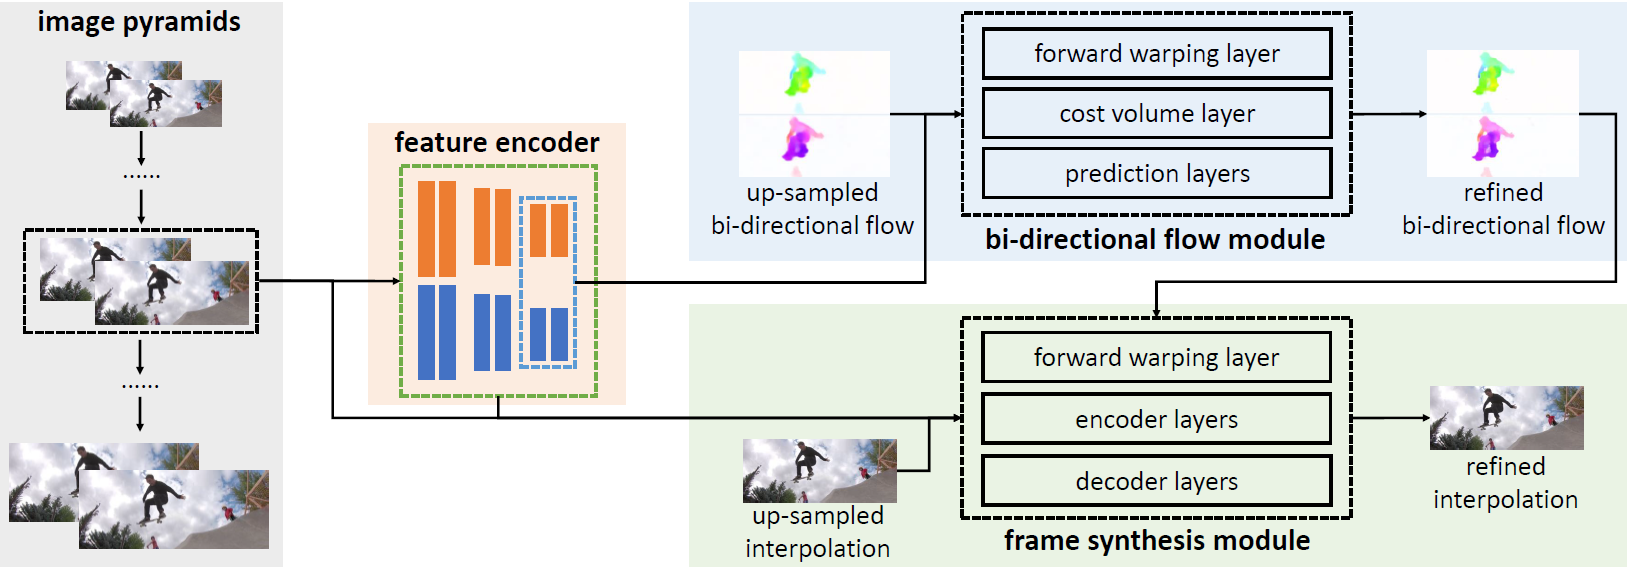 image pyramids
......
......
feature encoder
up-sampled
bi-directional flow
forward warping layer
cost volume layer
prediction layers
bi-directional flow module
refined
bi-directional flow
up-sampled
interpolation
forward warping layer
encoder layers
decoder layers
frame synthesis module
refined
interpolation